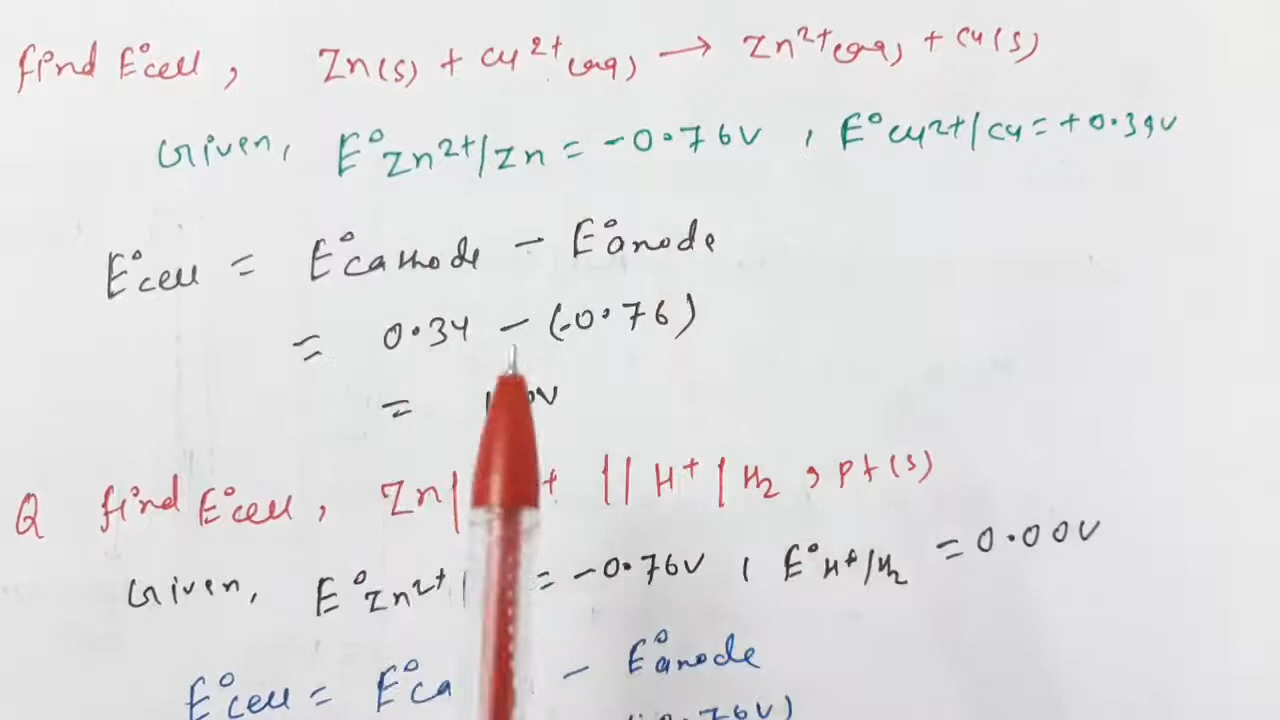 find E°cell, Zn(s) + Cu²⁺(aq) → Zn²⁺(aq) + Cu(s)
Given, E°Zn²⁺/Zn = -0.76V , E°Cu²⁺/Cu = +0.34V
E°cell = E°cathode - E°anode
= 0.34 - (-0.76)
=
Q find E°cell, Zn| || H⁺ | H₂ , Pt(s)
Given, E°Zn²⁺| = -0.76V , E°H⁺/H₂ = 0.00V
E°cell = E°ca - E°anode